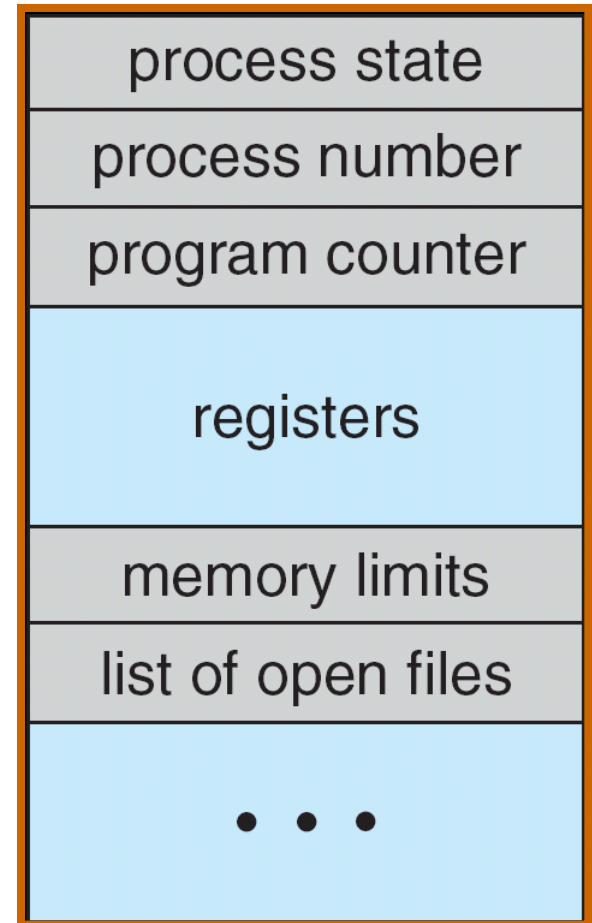 process state
process number
program counter
registers
memory limits
list of open files
• • •